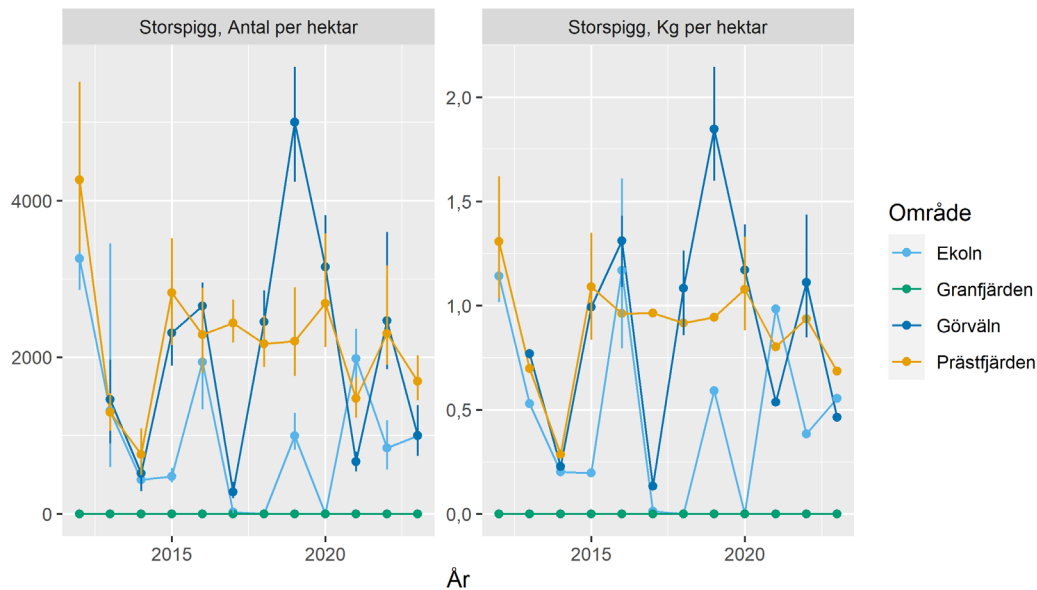 Storspigg, Antal per hektar
Storspigg, Kg per hektar
4000
2000
0
2015
2020
2,0
1,5
1,0
0,5
0,0
2015
2020
År
Område
Ekoln
Granfjärden
Görväln
Prästfjärden